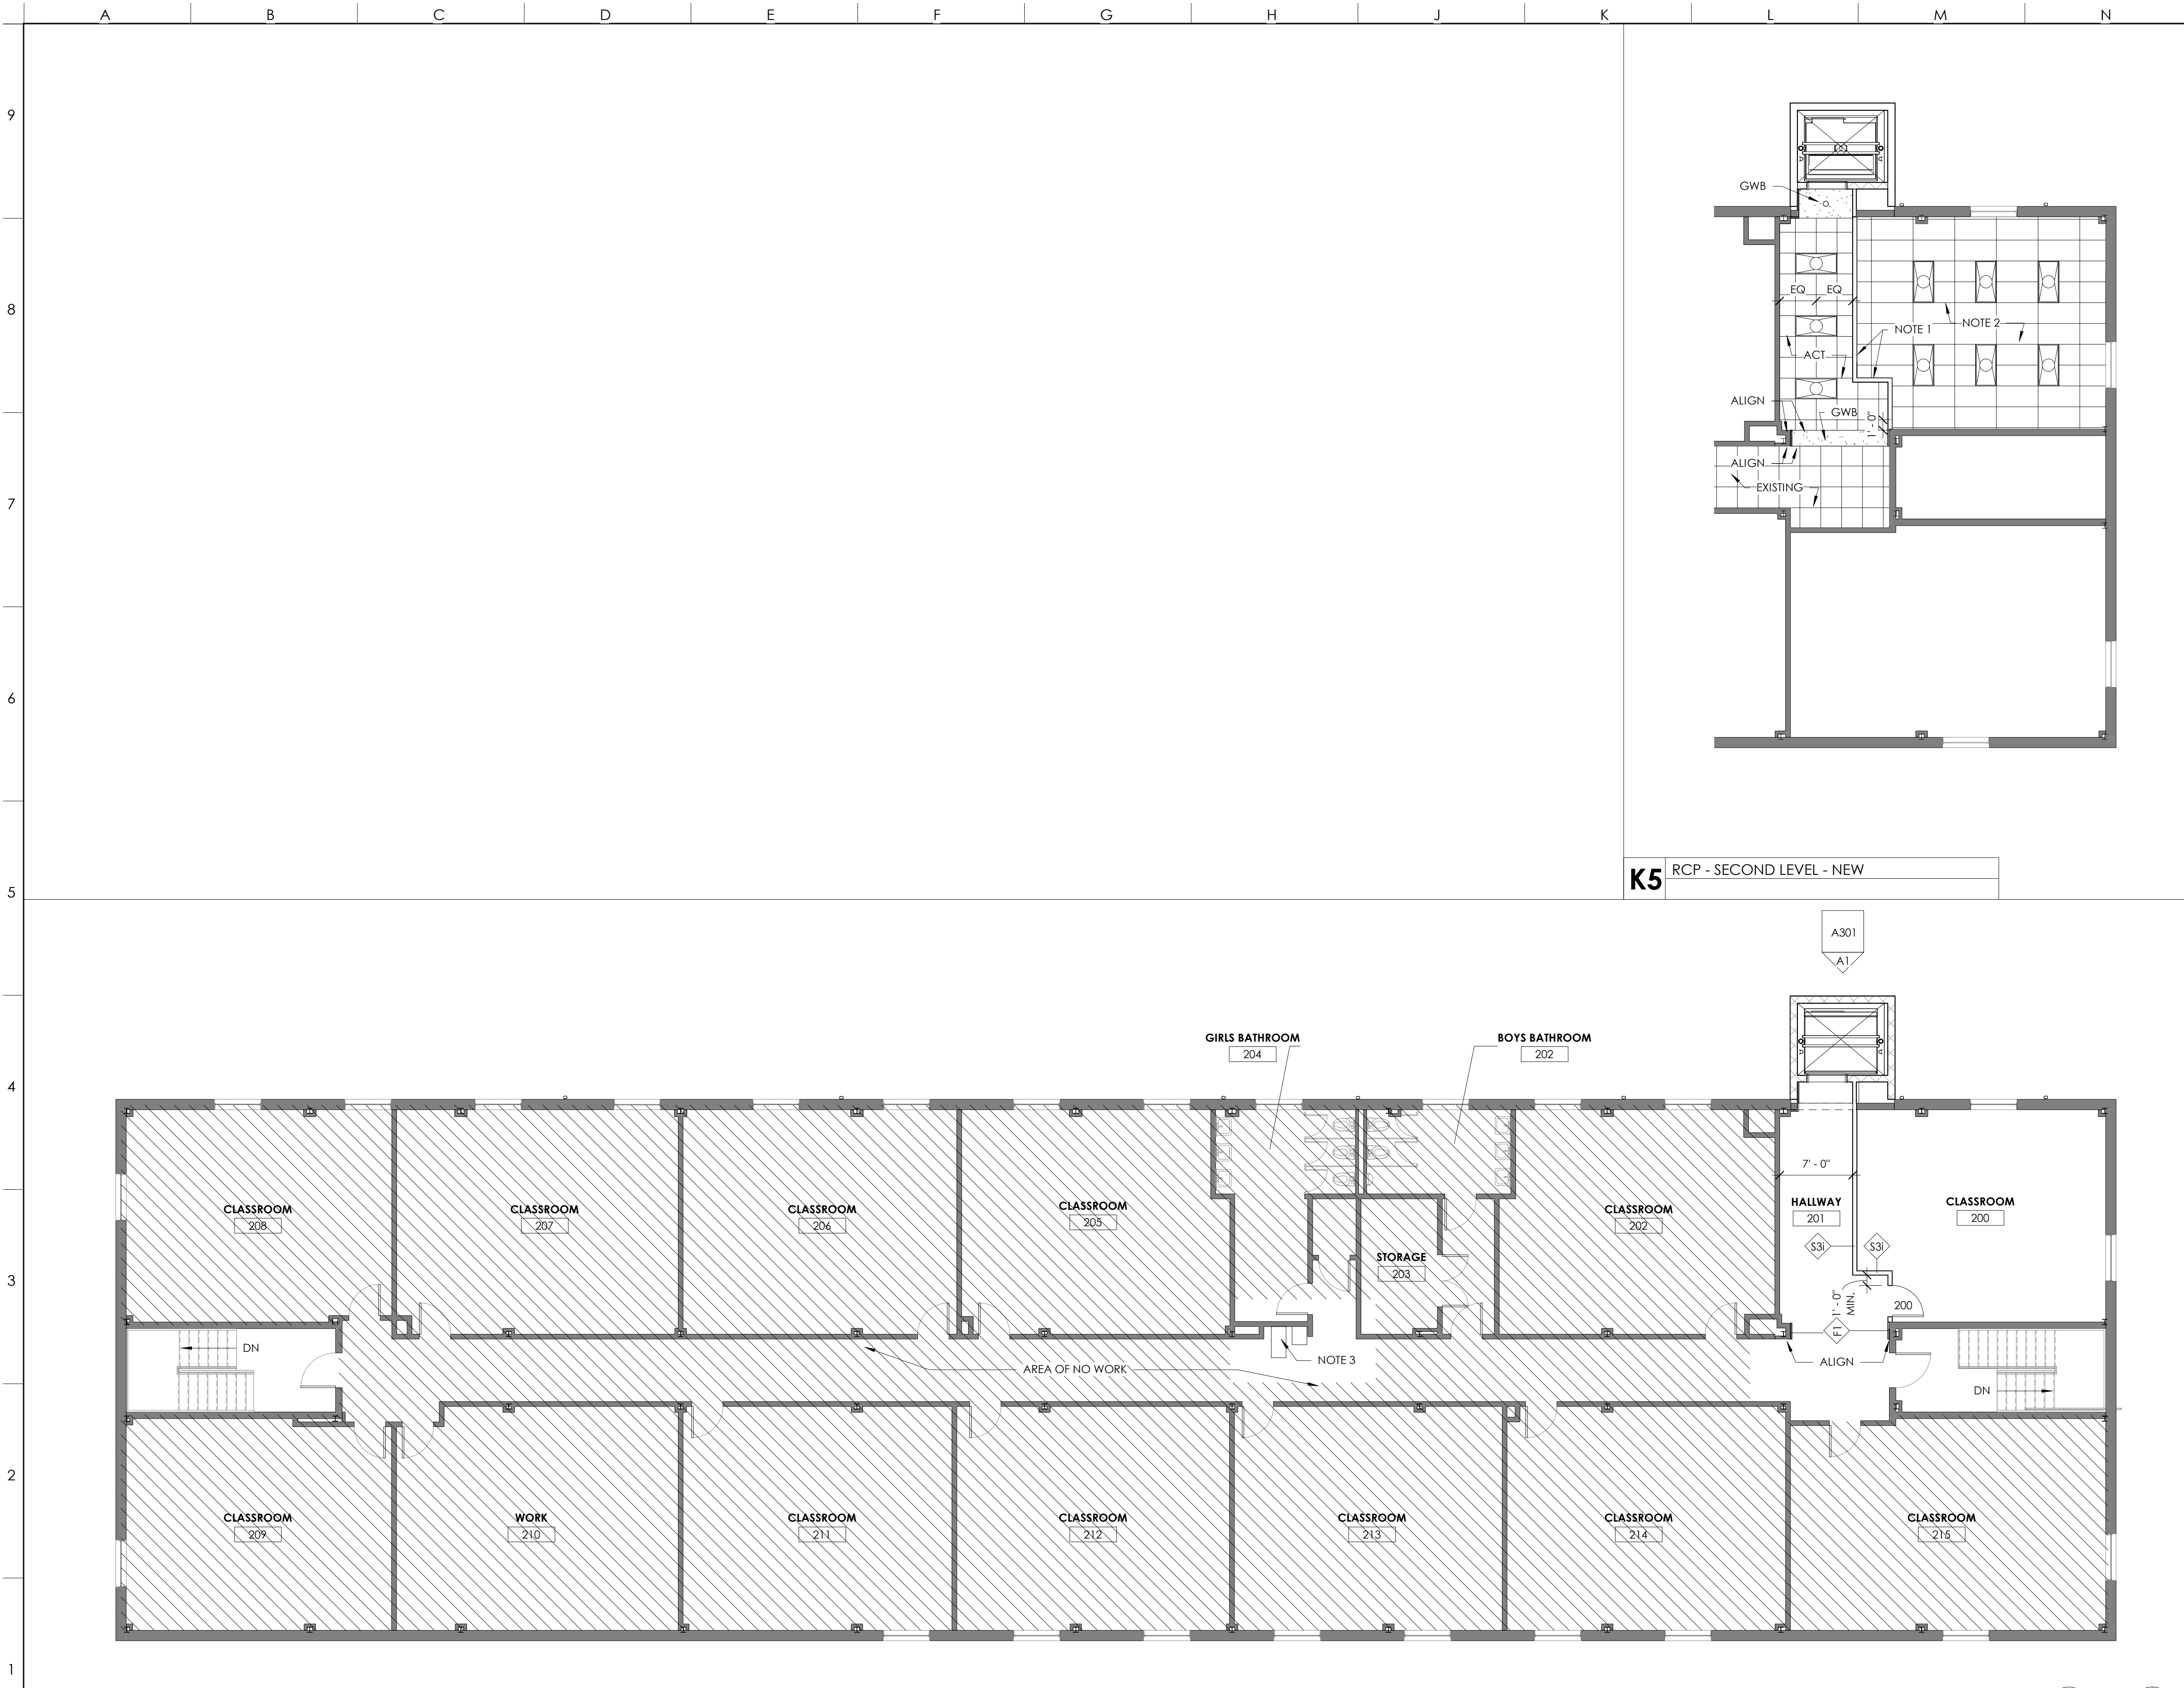 A B C D E F G H J K L M N
9
8
7
6
5
4
3
2
1
GWB
EQ EQ
NOTE 1
NOTE 2
ACT
ALIGN
GWB
1' - 0"
ALIGN
EXISTING
K5 RCP - SECOND LEVEL - NEW
A301
A1
GIRLS BATHROOM
204
BOYS BATHROOM
202
CLASSROOM
208
CLASSROOM
207
CLASSROOM
206
CLASSROOM
205
STORAGE
203
CLASSROOM
202
7' - 0"
HALLWAY
201
CLASSROOM
200
S3i
S3i
1' - 0"
MIN.
200
F1
ALIGN
DN
AREA OF NO WORK
NOTE 3
DN
CLASSROOM
209
WORK
210
CLASSROOM
211
CLASSROOM
212
CLASSROOM
213
CLASSROOM
214
CLASSROOM
215